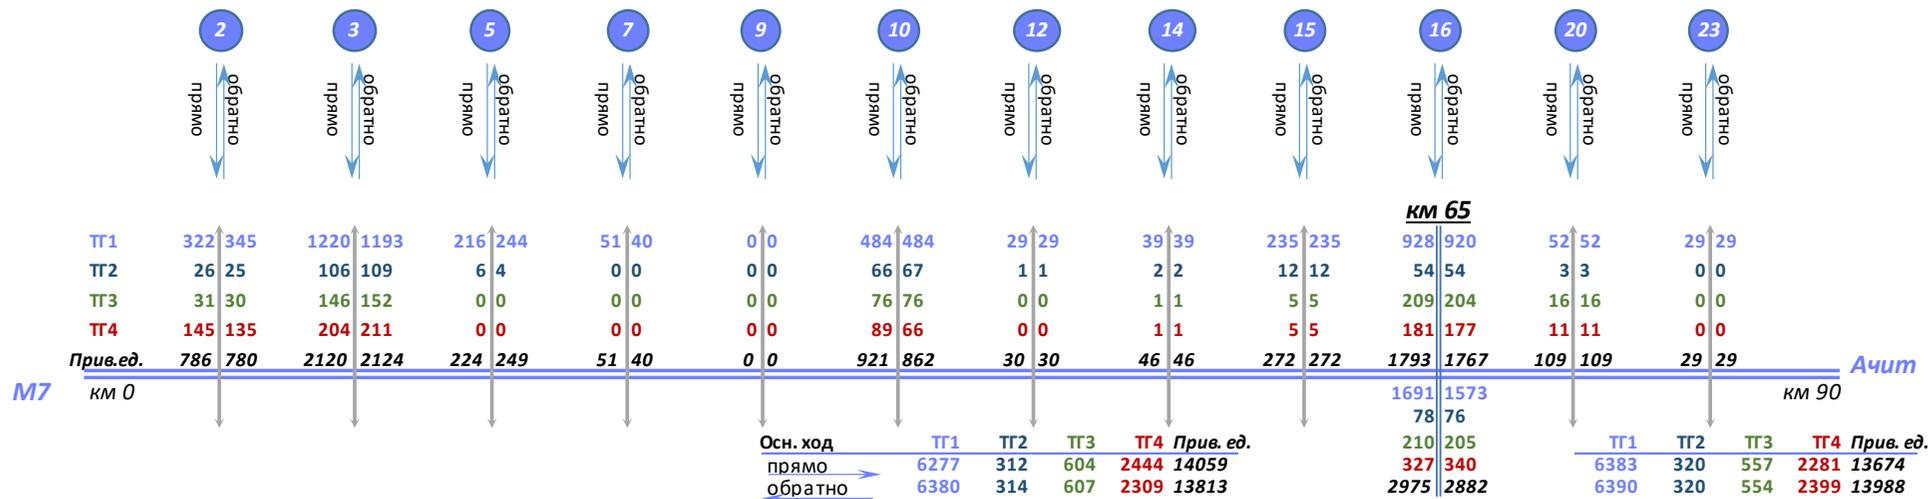 2 3 5 7 9 10 12 14 15 16 20 23
прямо обратно прямо обратно прямо обратно прямо обратно прямо обратно прямо обратно прямо обратно прямо обратно прямо обратно прямо обратно прямо обратно прямо обратно
км 65
ТГ1 322 345 1220 1193 216 244 51 40 0 0 484 484 29 29 39 39 235 235 928 920 52 52 29 29
ТГ2 26 25 106 109 6 4 0 0 0 0 66 67 1 1 2 2 12 12 54 54 3 3 0 0
ТГ3 31 30 146 152 0 0 0 0 0 0 76 76 0 0 1 1 5 5 209 204 16 16 0 0
ТГ4 145 135 204 211 0 0 0 0 0 0 89 66 0 0 1 1 5 5 181 177 11 11 0 0
Прив.ед. 786 780 2120 2124 224 249 51 40 0 0 921 862 30 30 46 46 272 272 1793 1767 109 109 29 29
М7 км 0 1691 1573 км 90 Ачит
78 76
Осн. ход ТГ1 ТГ2 ТГ3 ТГ4 Прив. ед. 210 205 ТГ1 ТГ2 ТГ3 ТГ4 Прив. ед.
прямо 6277 312 604 2444 14059 327 340 6383 320 557 2281 13674
обратно 6380 314 607 2309 13813 2975 2882 6390 320 554 2399 13988